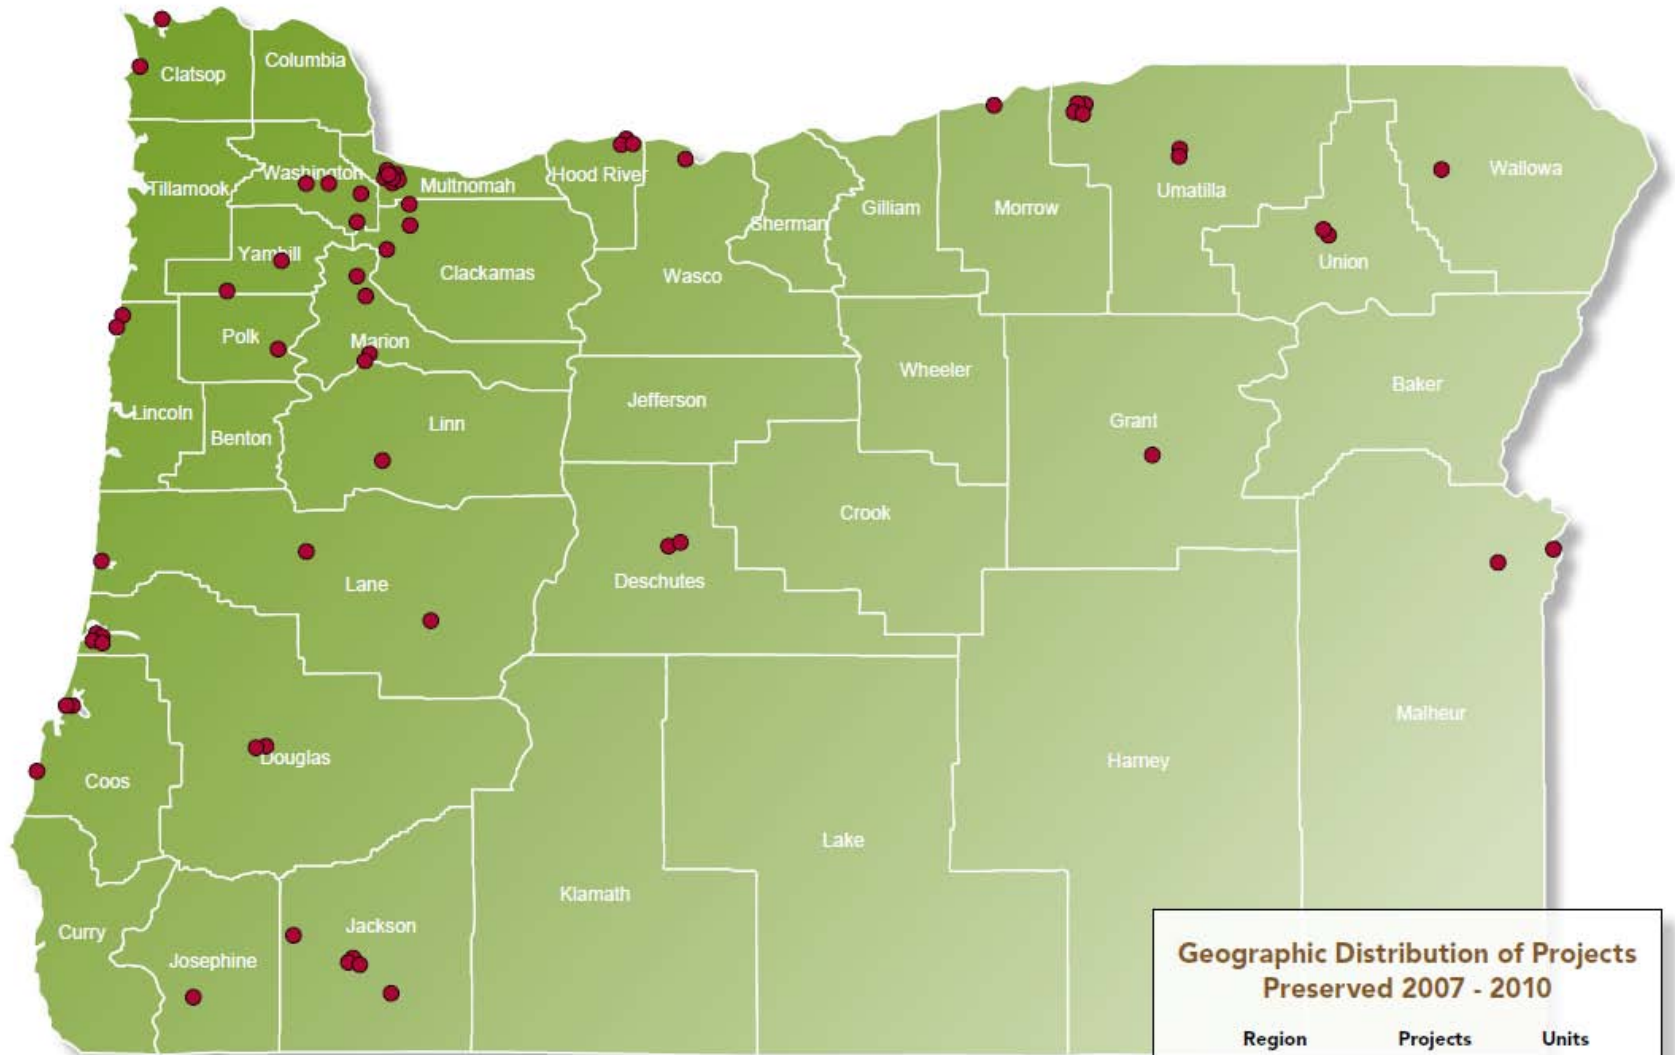 Columbia
Clatsop
Washington
Tillamook
Multnomah
Hood River
Wallowa
Umatilla
Gilliam
Morrow
Sherman
Yamhill
Union
Clackamas
Wasco
Polk
Marion
Wheeler
Baker
Jefferson
Lincoln
Linn
Grant
Benton
Crook
Lane
Deschutes
Malheur
Douglas
Harney
Coos
Lake
Klamath
Jackson
Curry
Josephine
Geographic Distribution of Projects
Preserved 2007 - 2010
Region Projects Units